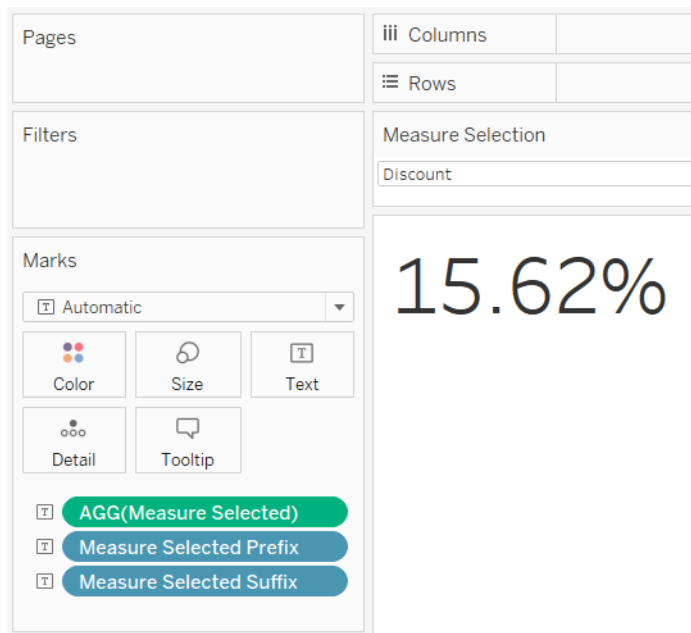 Pages
Columns
Rows
Filters
Measure Selection
Discount
Marks
15.62%
T Automatic
T
Color Size Text
Detail Tooltip
T AGG(Measure Selected)
T Measure Selected Prefix
T Measure Selected Suffix